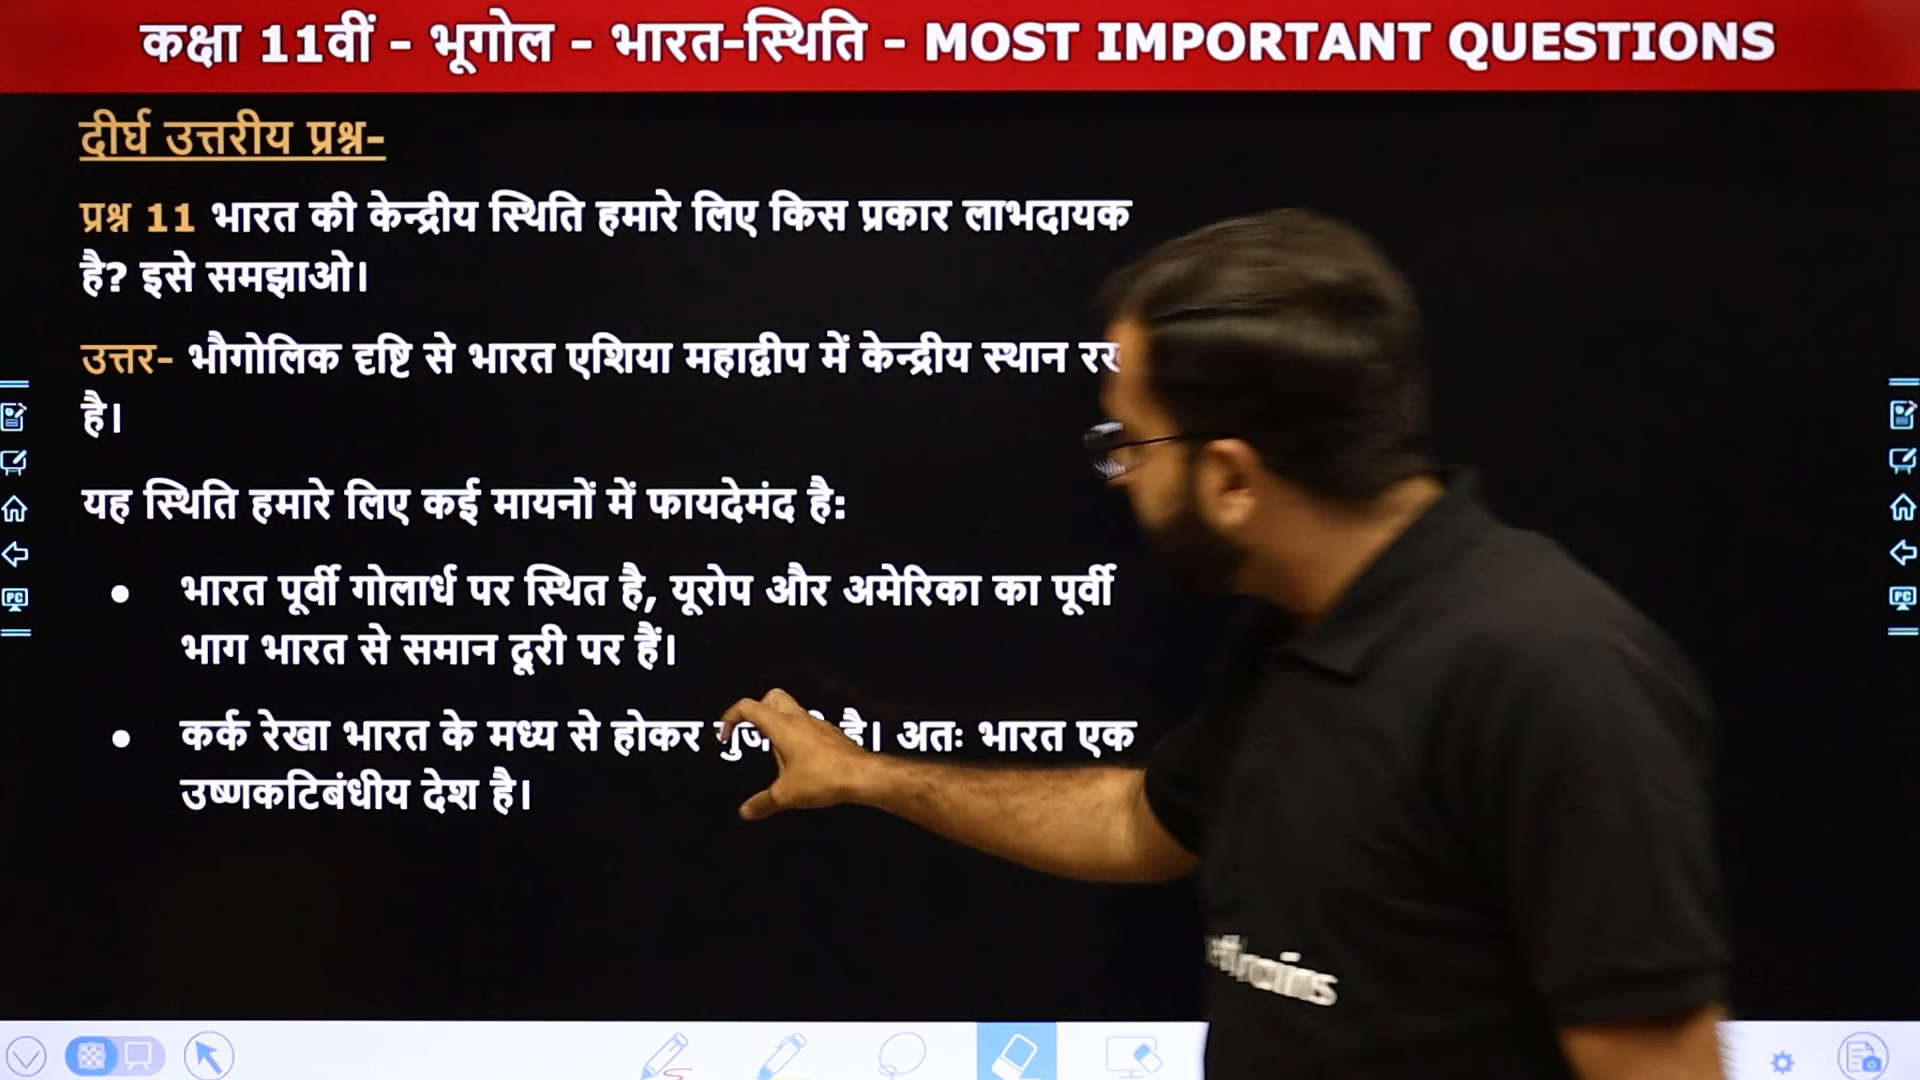 कक्षा 11वीं - भूगोल - भारत-स्थिति - MOST IMPORTANT QUESTIONS
दीर्घ उत्तरीय प्रश्न-
प्रश्न 11 भारत की केन्द्रीय स्थिति हमारे लिए किस प्रकार लाभदायक
है? इसे समझाओ।
उत्तर- भौगोलिक दृष्टि से भारत एशिया महाद्वीप में केन्द्रीय स्थान
है।
यह स्थिति हमारे लिए कई मायनों में फायदेमंद है:
• भारत पूर्वी गोलार्ध पर स्थित है, यूरोप और अमेरिका का पूर्वी
भाग भारत से समान दूरी पर हैं।
• कर्क रेखा भारत के मध्य से होकर है। अतः भारत एक
उष्णकटिबंधीय देश है।
PC
PC